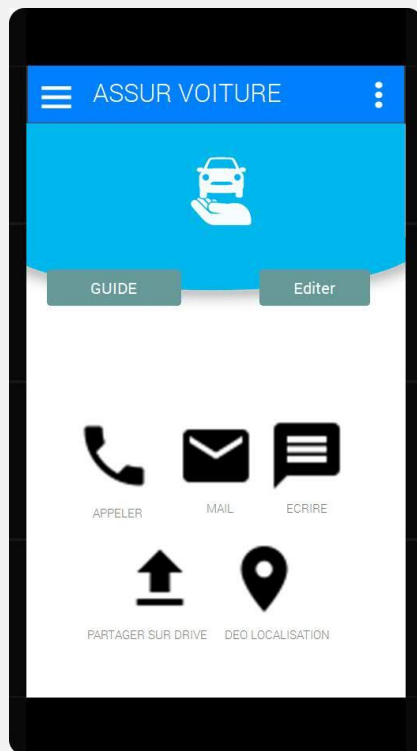 ASSUR VOITURE
GUIDE
Editer
APPELER
MAIL
ECRIRE
PARTAGER SUR DRIVE
DEO LOCALISATION